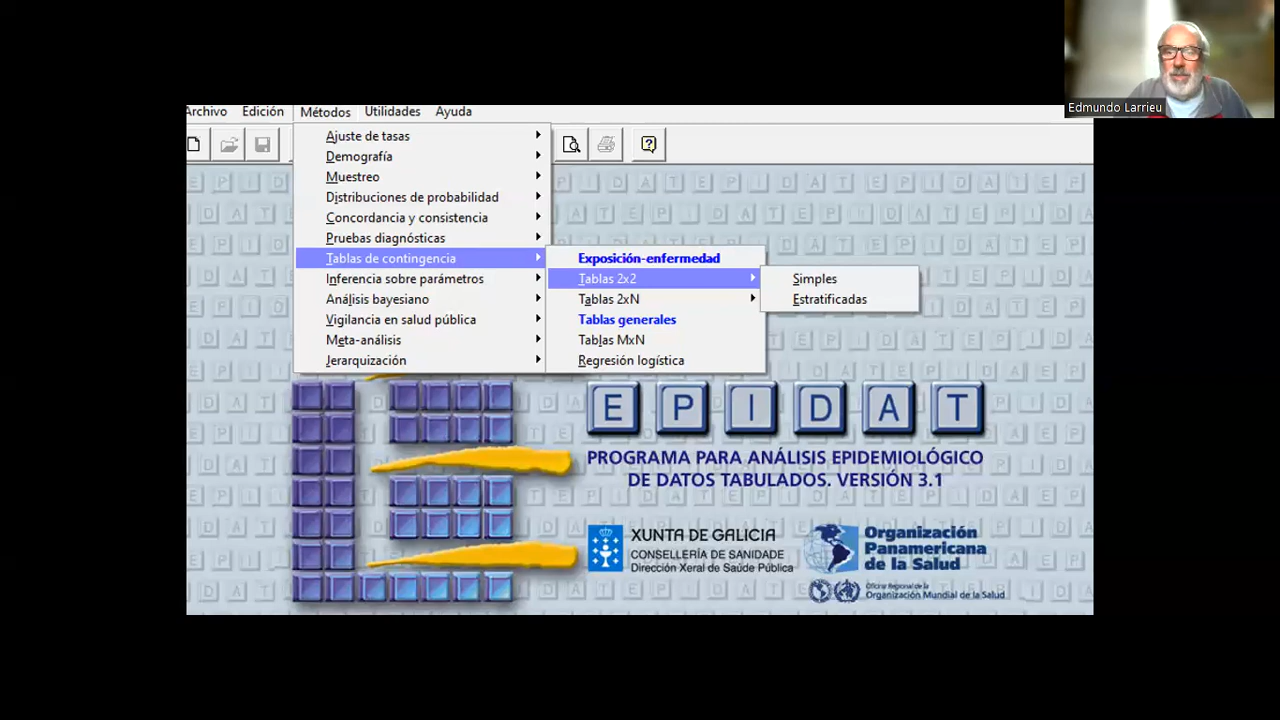 Edmundo Larrieu
Archivo Edición Métodos Utilidades Ayuda
Ajuste de tasas
Demografía
Muestreo
Distribuciones de probabilidad
Concordancia y consistencia
Pruebas diagnósticas
Tablas de contingencia
Inferencia sobre parámetros
Análisis bayesiano
Vigilancia en salud pública
Meta-análisis
Jerarquización
Exposición-enfermedad
Tablas 2x2
Tablas 2xN
Tablas generales
Tablas MxN
Regresión logística
Simples
Estratificadas
E P I D A T
PROGRAMA PARA ANÁLISIS EPIDEMIOLÓGICO
DE DATOS TABULADOS. VERSIÓN 3.1
XUNTA DE GALICIA
CONSELLERÍA DE SANIDADE
Dirección Xeral de Saúde Pública
Organización
Panamericana
de la Salud
Oficina Regional de la
Organización Mundial de la Salud